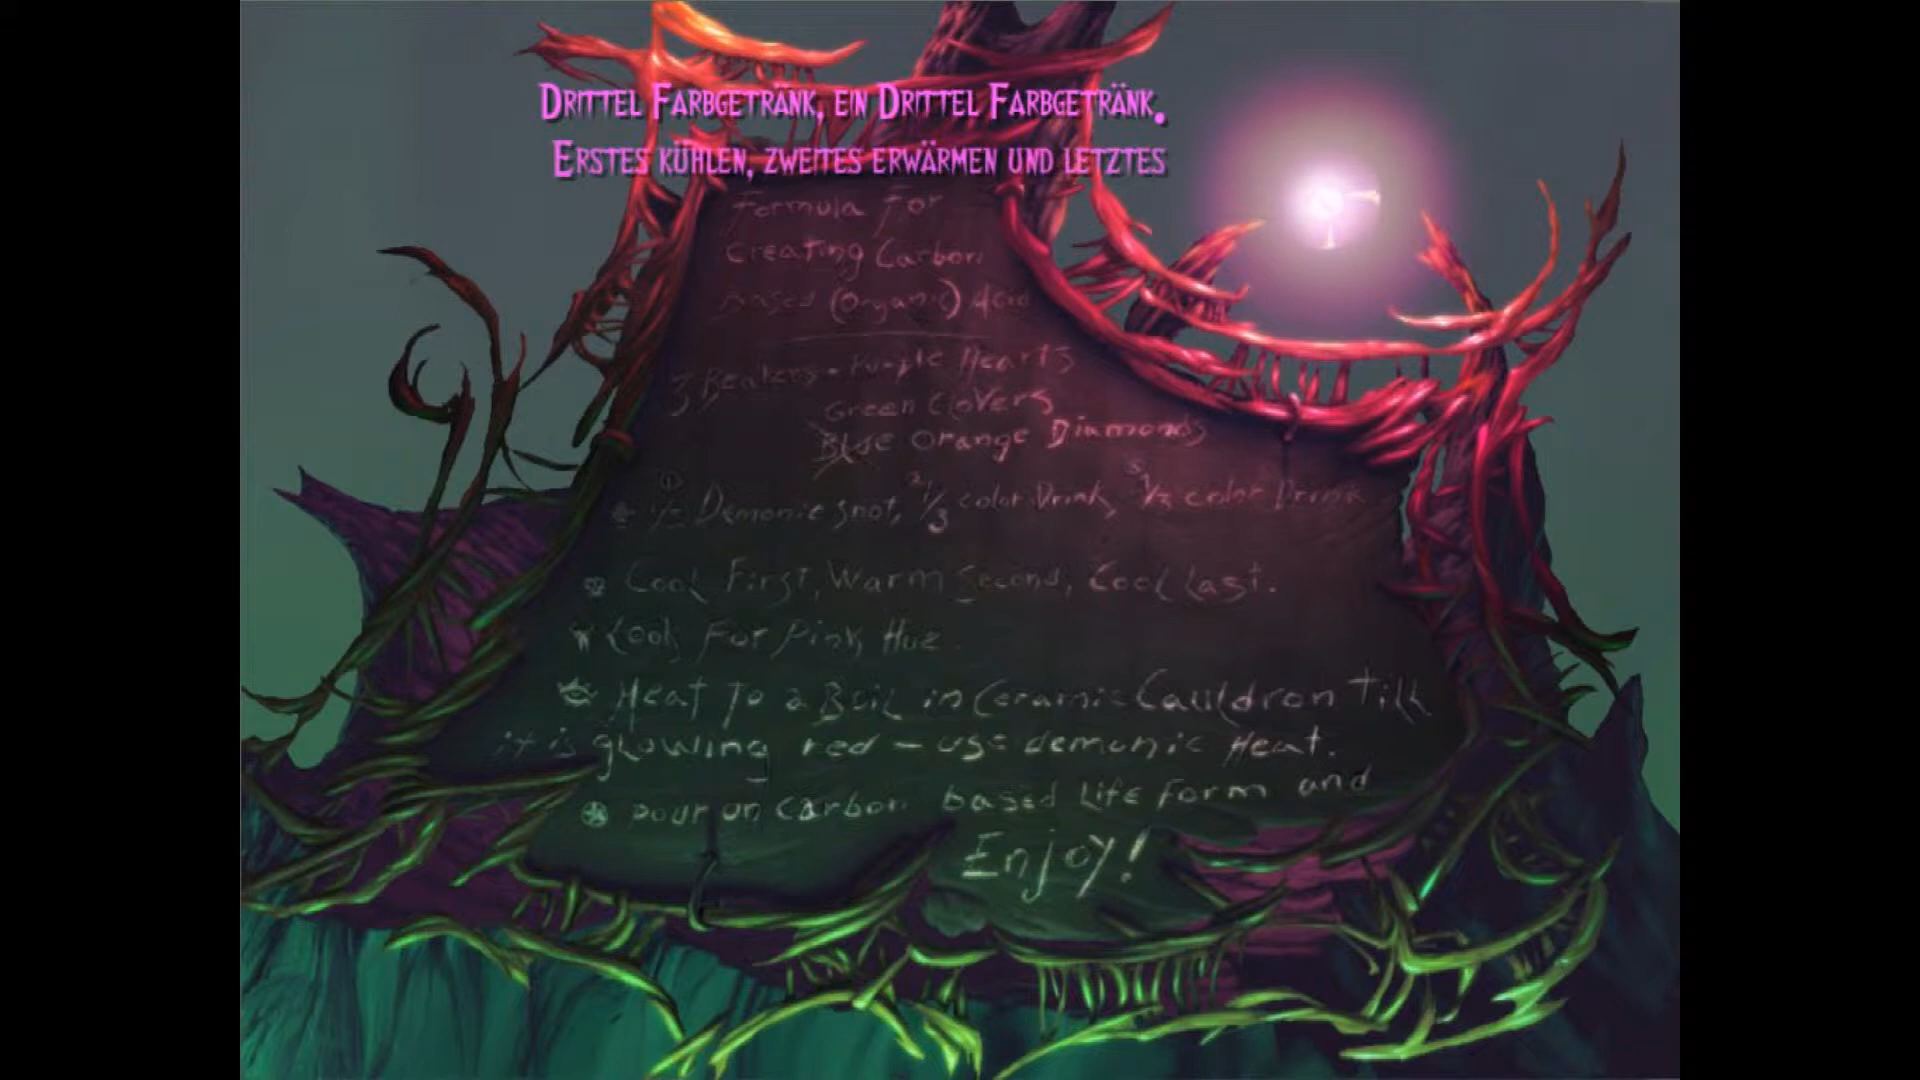 Drittel Farbgetränk, ein Drittel Farbgetränk.
Erstes kühlen, zweites erwärmen und letztes
Formula For
Creating Carbon
Based (Organic) Acid
3 Beakers - Purple Hearts
Green Clovers
Blue Orange Diamonds
① Demonic snot, 2 1/3 color Drink, 3 1/3 color Drink
Cool First, Warm Second, Cool Last.
Look For Pink Hue.
Heat To a Boil in Ceramic Cauldron till
it is glowing red - use demonic Heat.
pour on carbon based Life form and
Enjoy!